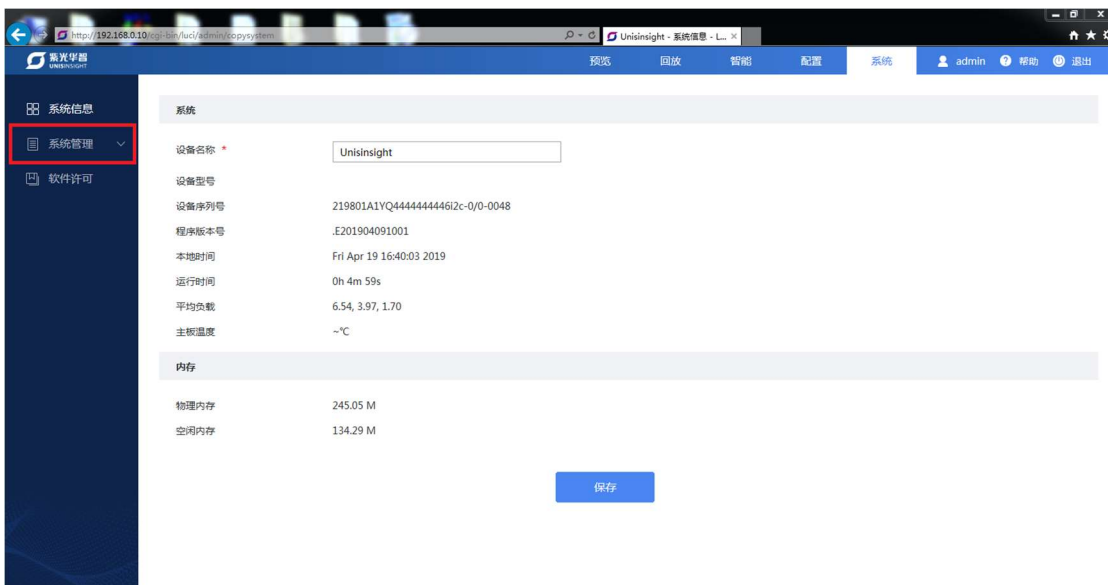 http://192.168.0.10/cgi-bin/luci/admin/copysystem
Unisinsight - 系统信息 - L...
紫光华智
UNISINSIGHT
预览 回放 智能 配置 系统 admin 帮助 退出
系统信息
系统管理
软件许可
系统
设备名称 * Unisinsight
设备型号
设备序列号 219801A1YQ4444444446i2c-0/0-0048
程序版本号 .E201904091001
本地时间 Fri Apr 19 16:40:03 2019
运行时间 0h 4m 59s
平均负载 6.54, 3.97, 1.70
主板温度 ~℃
内存
物理内存 245.05 M
空闲内存 134.29 M
保存